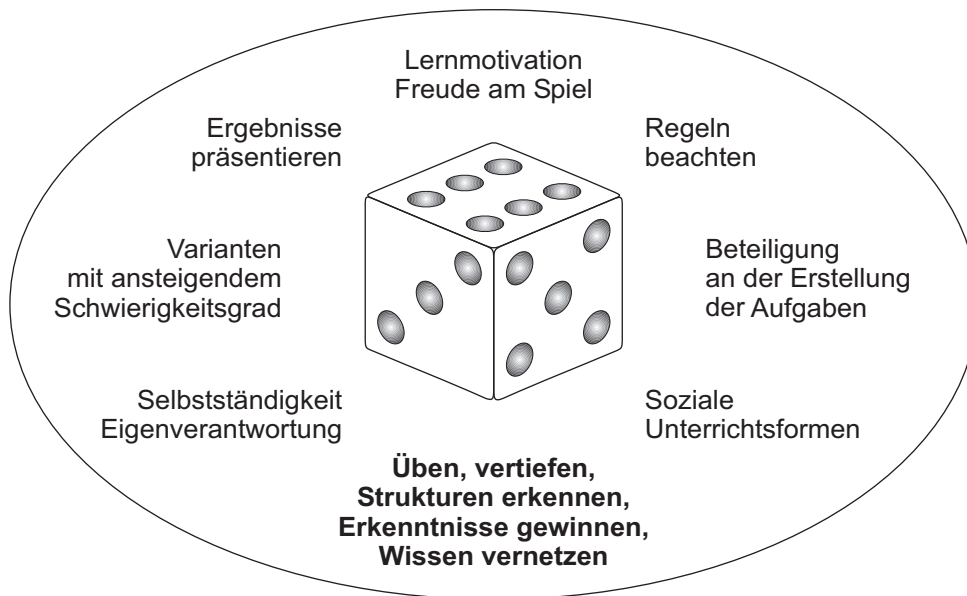 Lernmotivation
Freude am Spiel
Ergebnisse
präsentieren
Regeln
beachten
Varianten
mit ansteigendem
Schwierigkeitsgrad
Beteiligung
an der Erstellung
der Aufgaben
Selbstständigkeit
Eigenverantwortung
Soziale
Unterrichtsformen
Üben, vertiefen,
Strukturen erkennen,
Erkenntnisse gewinnen,
Wissen vernetzen